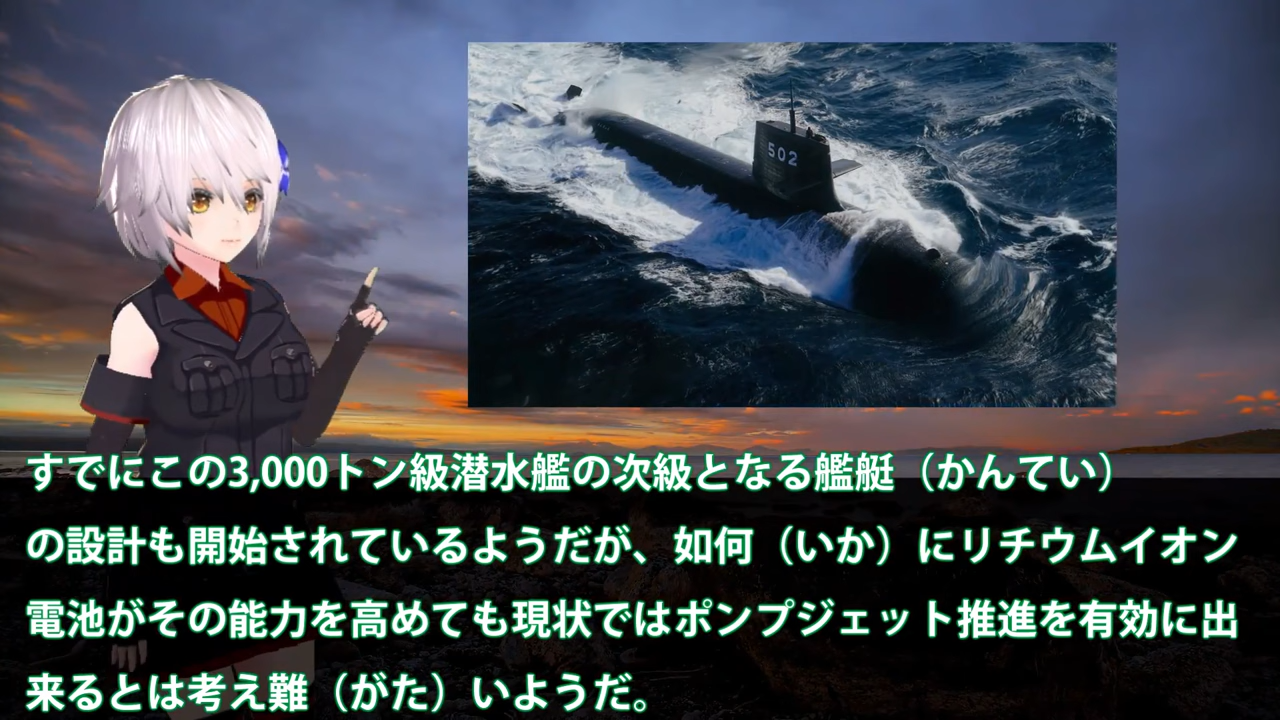 502
すでにこの3,000トン級潜水艦の次級となる艦艇（かんてい）
の設計も開始されているようだが、如何（いか）にリチウムイオン
電池がその能力を高めても現状ではポンプジェット推進を有効に出
来るとは考え難（がた）いようだ。